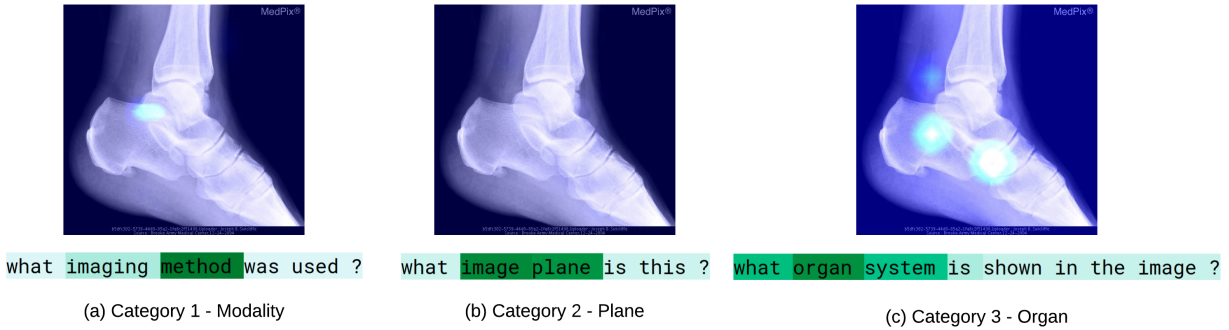 MedPix®
MedPix®
MedPix®
what imaging method was used ?
what image plane is this ?
what organ system is shown in the image ?
(a) Category 1 - Modality
(b) Category 2 - Plane
(c) Category 3 - Organ